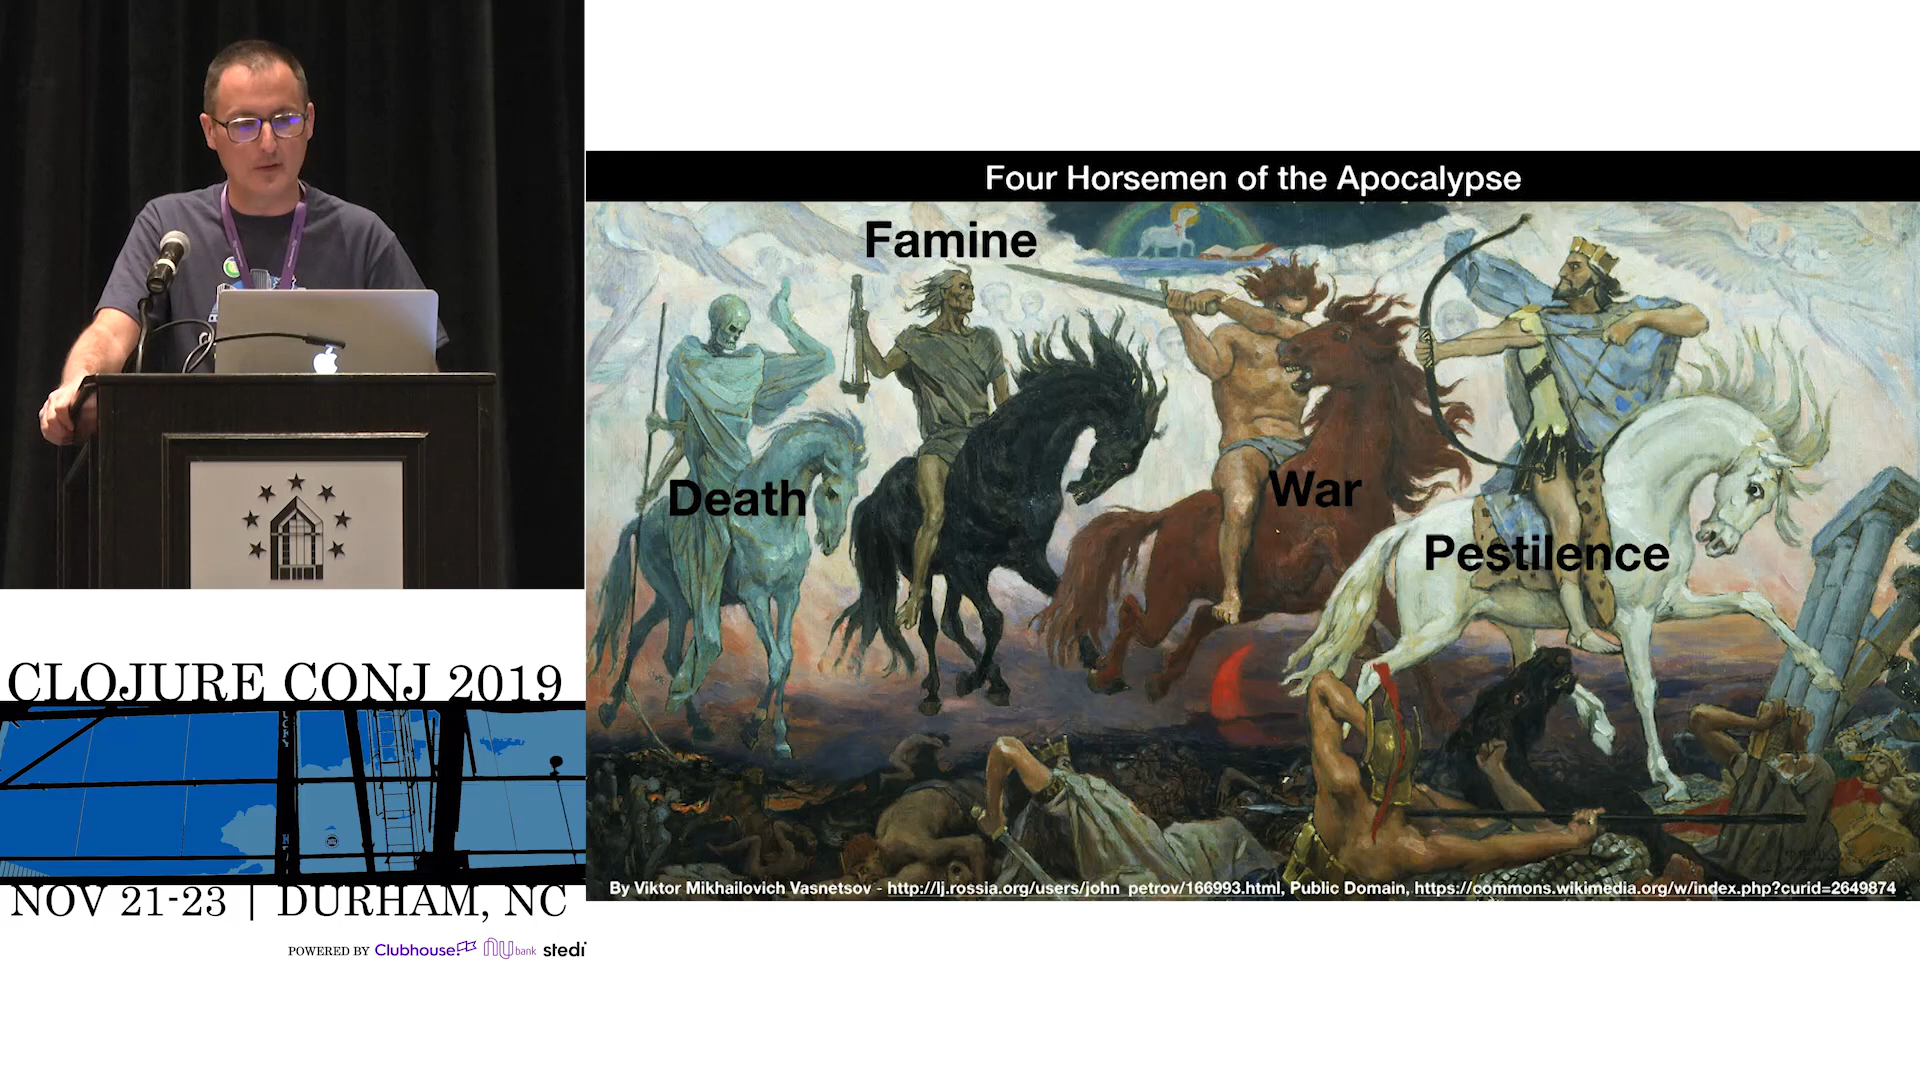 Four Horsemen of the Apocalypse
Famine
Death
War
Pestilence
By Viktor Mikhailovich Vasnetsov - http://lj.rossia.org/users/john_petrov/166993.html, Public Domain, https://commons.wikimedia.org/w/index.php?curid=2649874
CLOJURE CONJ 2019
NOV 21-23 | DURHAM, NC
POWERED BY Clubhouse nu bank stedi